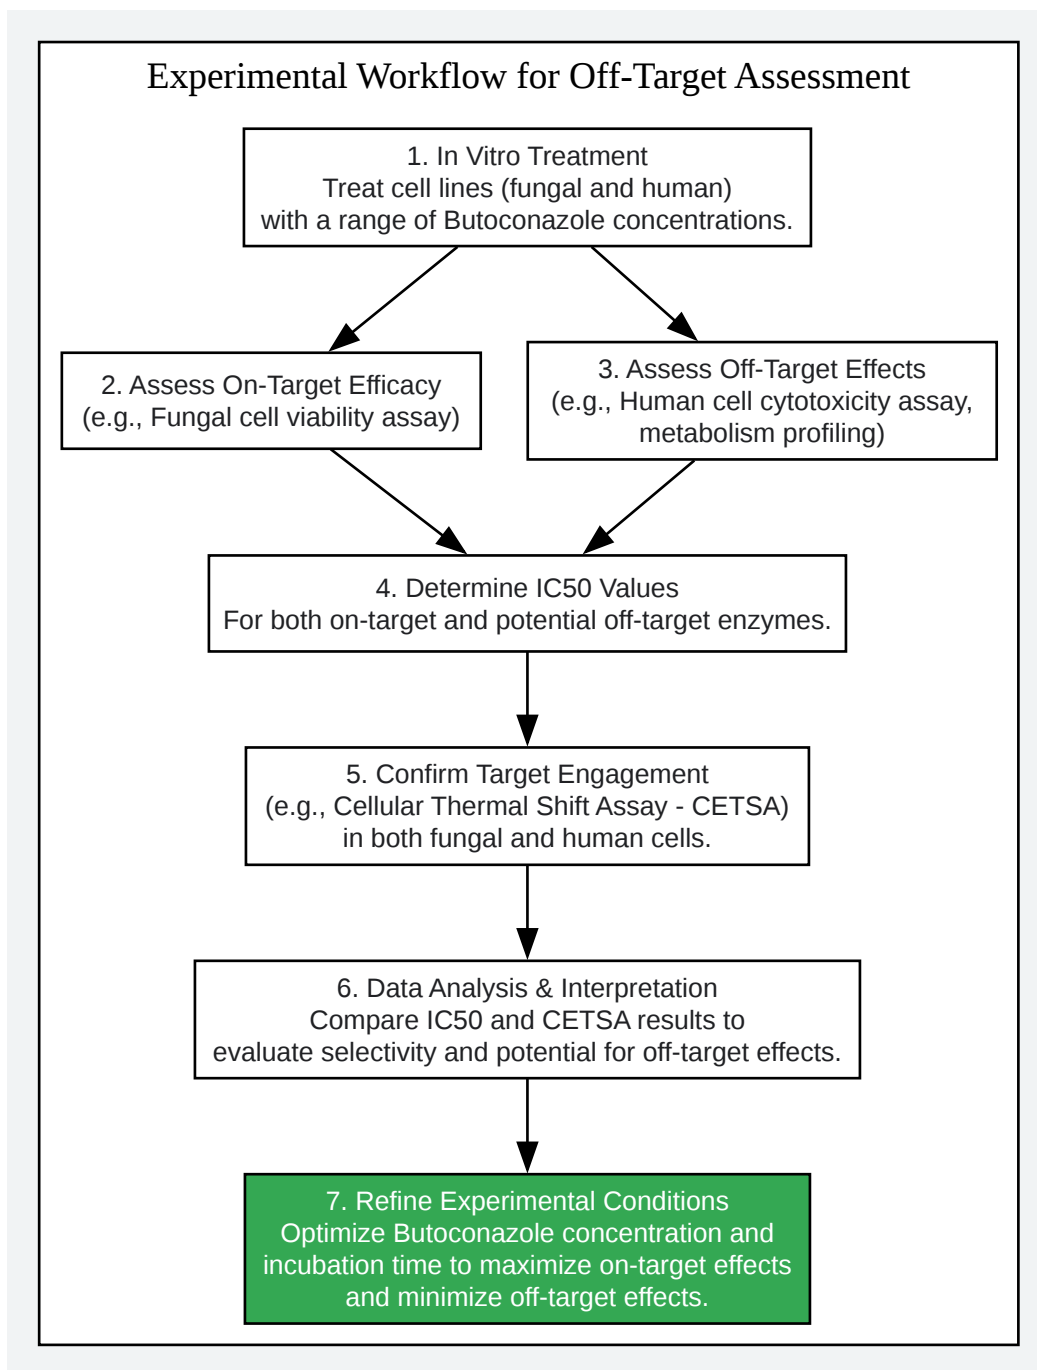 Experimental Workflow for Off-Target Assessment
1. In Vitro Treatment
Treat cell lines (fungal and human)
with a range of Butoconazole concentrations.
2. Assess On-Target Efficacy
(e.g., Fungal cell viability assay)
3. Assess Off-Target Effects
(e.g., Human cell cytotoxicity assay,
metabolism profiling)
4. Determine IC50 Values
For both on-target and potential off-target enzymes.
5. Confirm Target Engagement
(e.g., Cellular Thermal Shift Assay - CETSA)
in both fungal and human cells.
6. Data Analysis & Interpretation
Compare IC50 and CETSA results to
evaluate selectivity and potential for off-target effects.
7. Refine Experimental Conditions
Optimize Butoconazole concentration and
incubation time to maximize on-target effects
and minimize off-target effects.